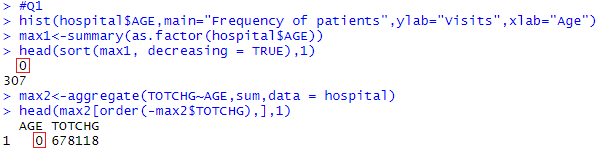 > #Q1
> hist(hospital$AGE,main="Frequency of patients",ylab="Visits",xlab="Age")
> max1<-summary(as.factor(hospital$AGE))
> head(sort(max1, decreasing = TRUE),1)
0
307
> max2<-aggregate(TOTCHG~AGE,sum,data = hospital)
> head(max2[order(-max2$TOTCHG),],1)
AGE TOTCHG
1 0 678118